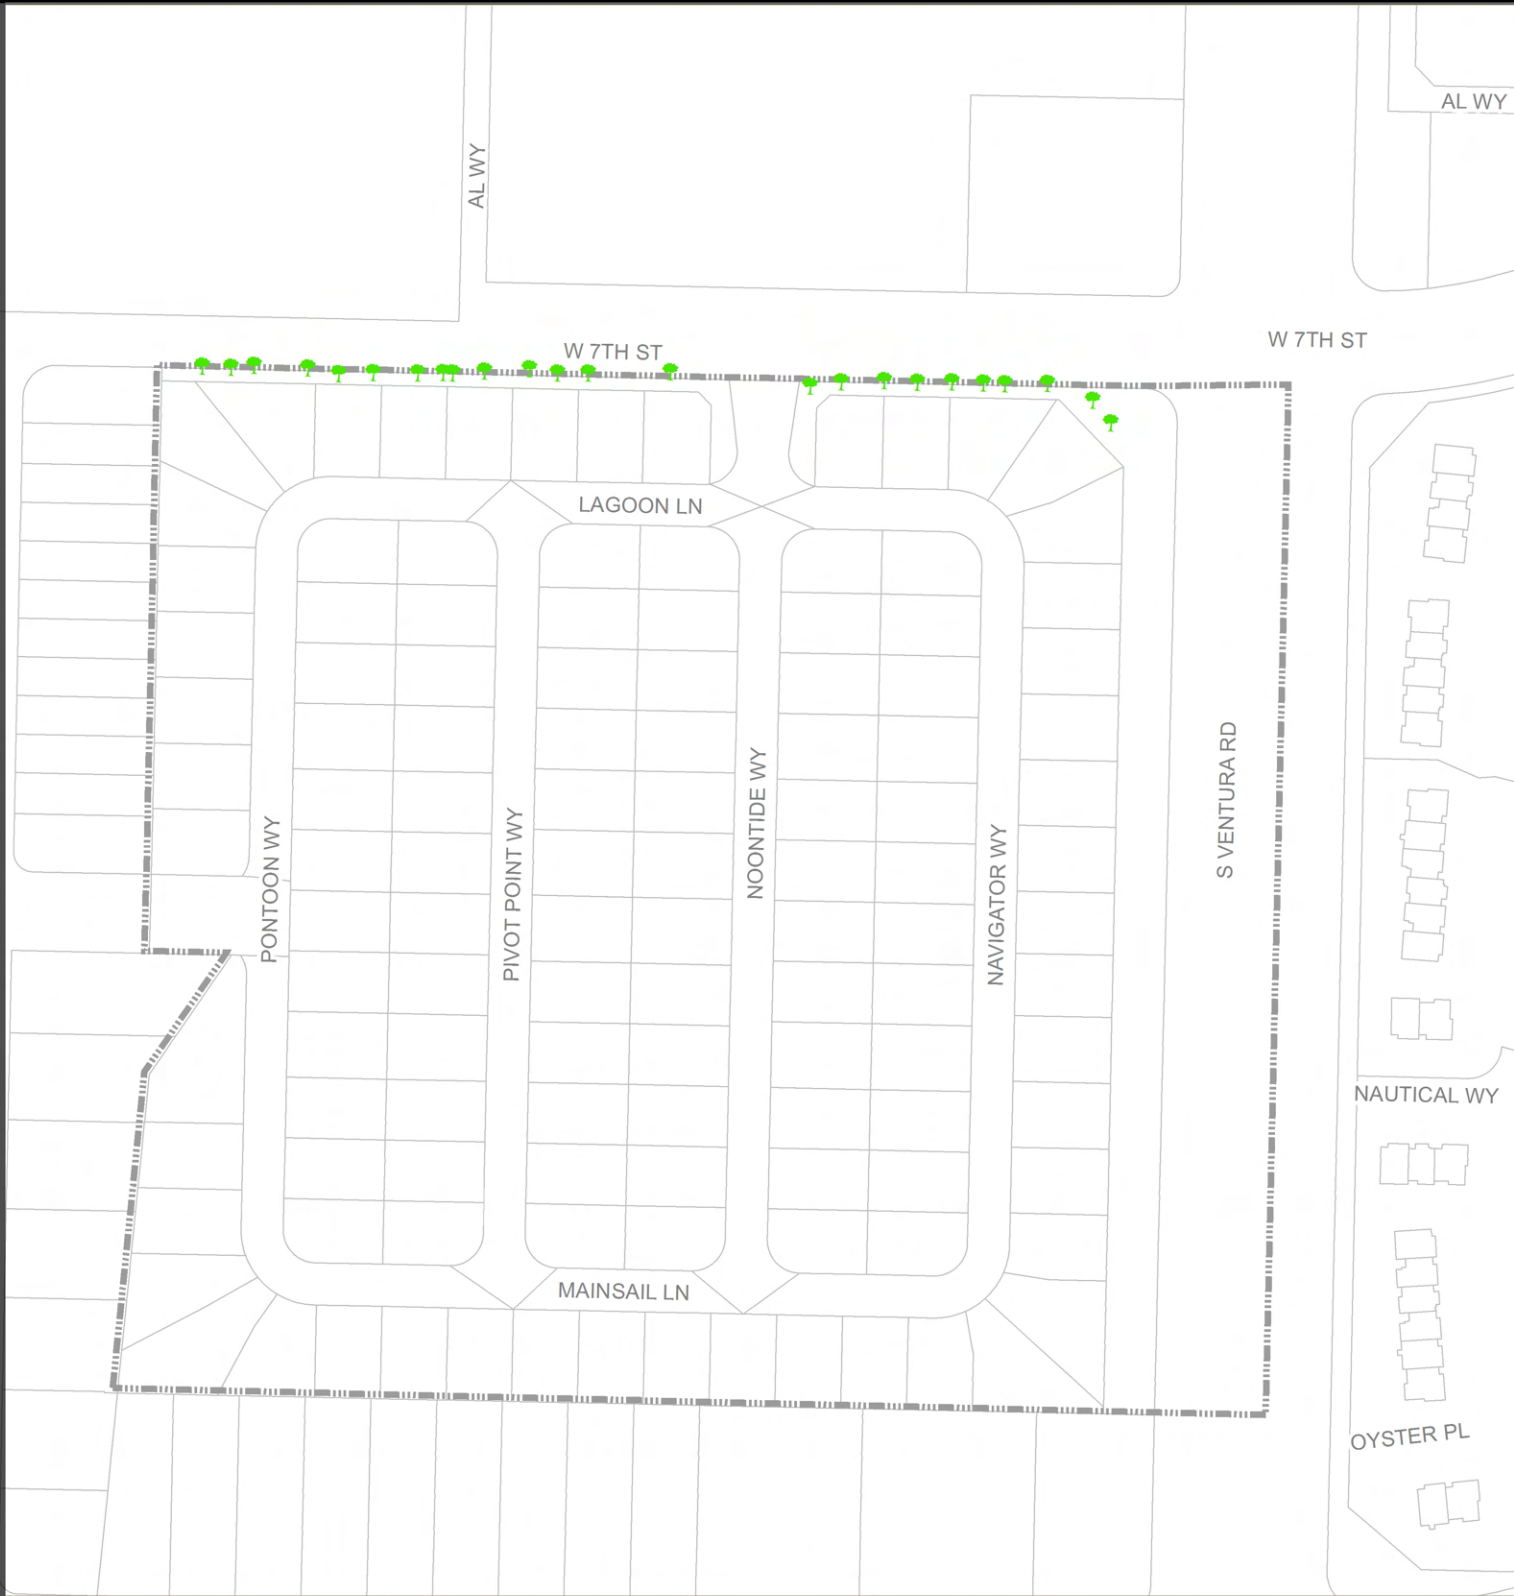 AL WY
AL WY
W 7TH ST
W 7TH ST
LAGOON LN
S VENTURA RD
NOONTIDE WY
PIVOT POINT WY
PONTOON WY
NAVIGATOR WY
NAUTICAL WY
MAINSAIL LN
OYSTER PL